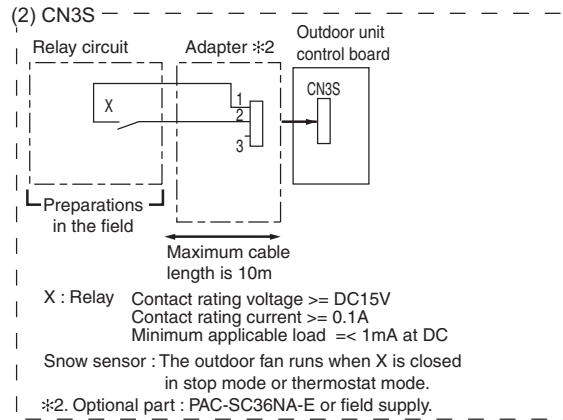 (2) CN3S
Relay circuit
Adapter ※2
Outdoor unit
control board
X
1
2
3
CN3S
Preparations
in the field
Maximum cable
length is 10m
X : Relay Contact rating voltage >= DC15V
Contact rating current >= 0.1A
Minimum applicable load =< 1mA at DC
Snow sensor : The outdoor fan runs when X is closed
in stop mode or thermostat mode.
※2. Optional part : PAC-SC36NA-E or field supply.